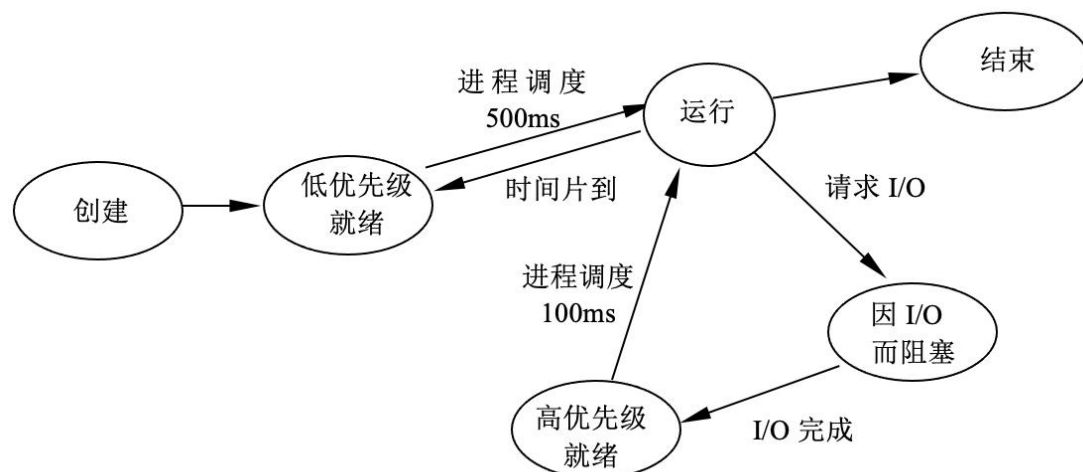 结束
进 程 调 度
500ms
运行
创建
低优先级
就绪
时间片到
请求 I/O
进程调度
100ms
因 I/O
而阻塞
高优先级
就绪
I/O 完成